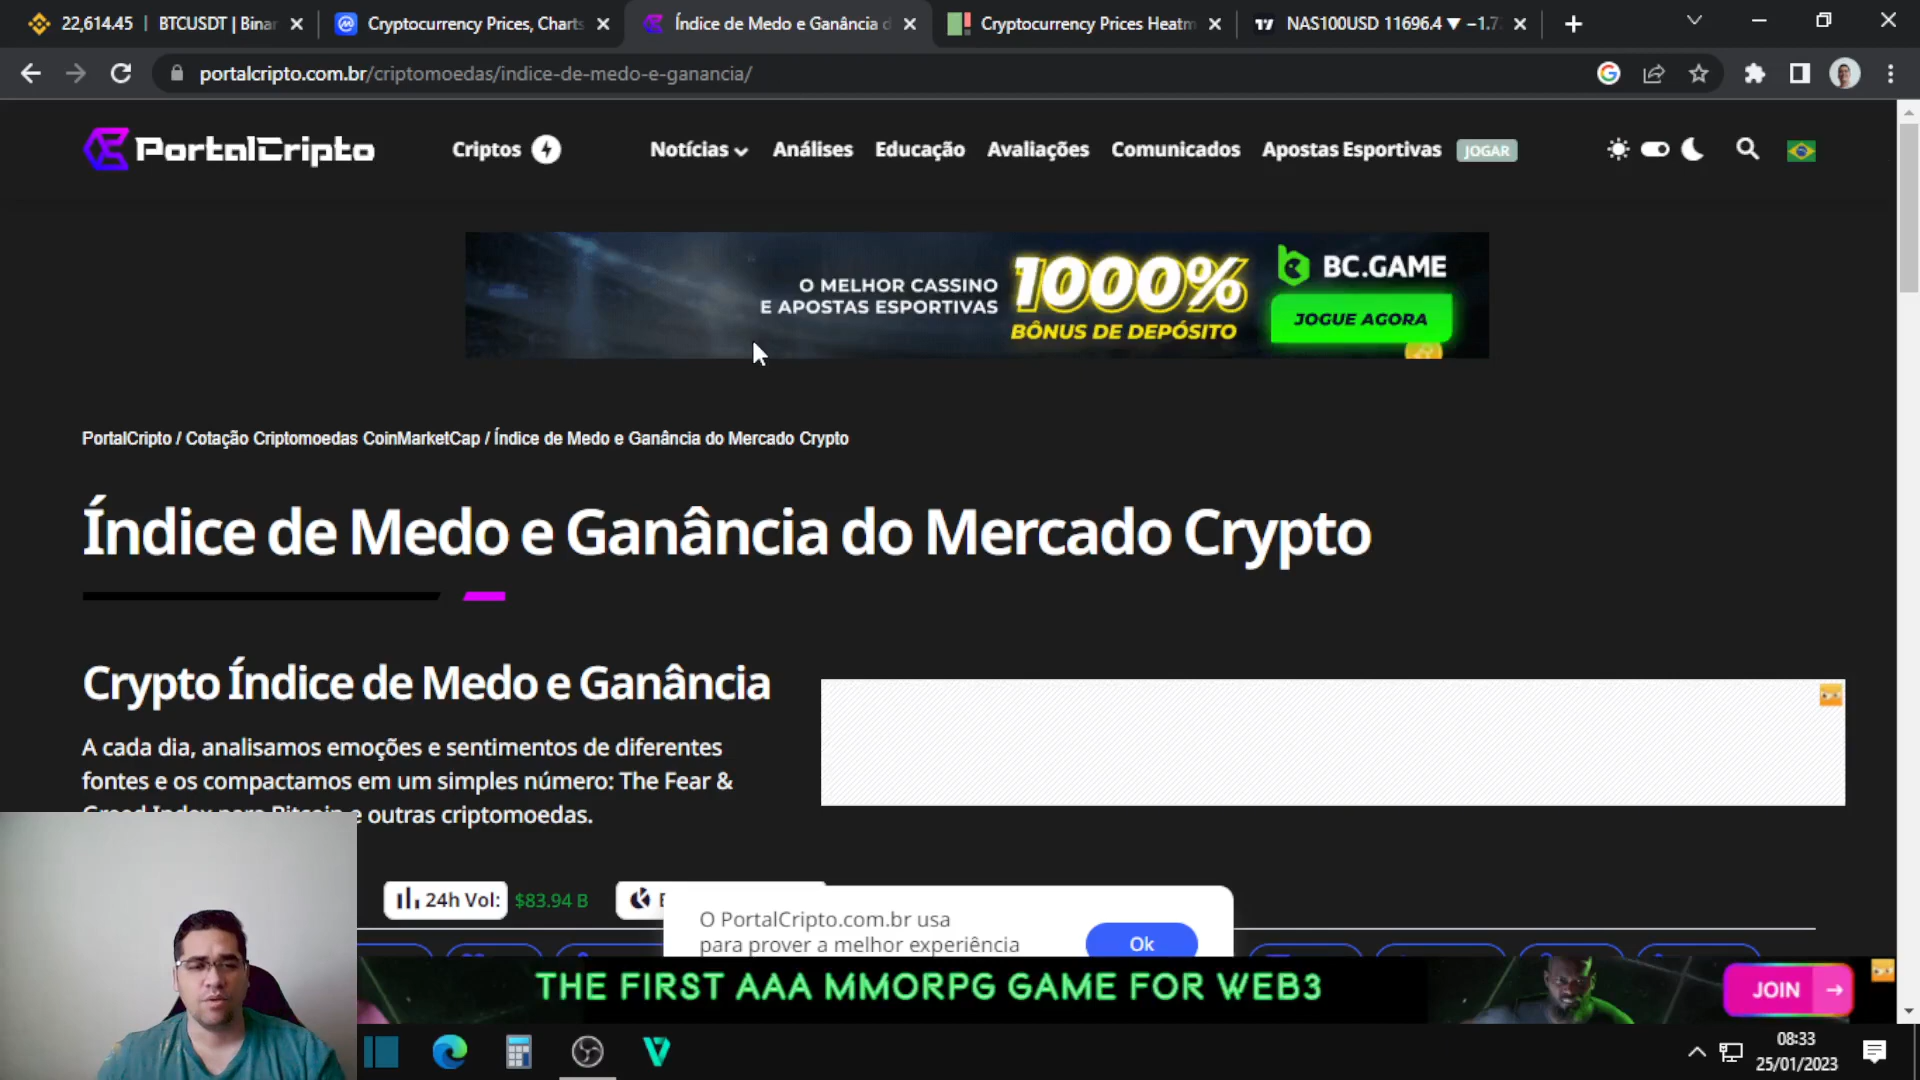 22,614.45 | BTCUSDT | Binan
Cryptocurrency Prices, Charts
Índice de Medo e Ganância d
Cryptocurrency Prices Heatm
NAS100USD 11696.4 ▼ −1.7
portalcripto.com.br/criptomoedas/indice-de-medo-e-ganancia/
PortalCripto
Criptos
Notícias
Análises
Educação
Avaliações
Comunicados
Apostas Esportivas
JOGAR
O MELHOR CASSINO
E APOSTAS ESPORTIVAS
1000%
BÔNUS DE DEPÓSITO
BC.GAME
JOGUE AGORA
PortalCripto / Cotação Criptomoedas CoinMarketCap / Índice de Medo e Ganância do Mercado Crypto
Índice de Medo e Ganância do Mercado Crypto
Crypto Índice de Medo e Ganância
A cada dia, analisamos emoções e sentimentos de diferentes
fontes e os compactamos em um simples número: The Fear &
Greed Index para Bitcoin e outras criptomoedas.
24h Vol: $83.94 B
O PortalCripto.com.br usa
para prover a melhor experiência
Ok
THE FIRST AAA MMORPG GAME FOR WEB3
JOIN →
08:33
25/01/2023